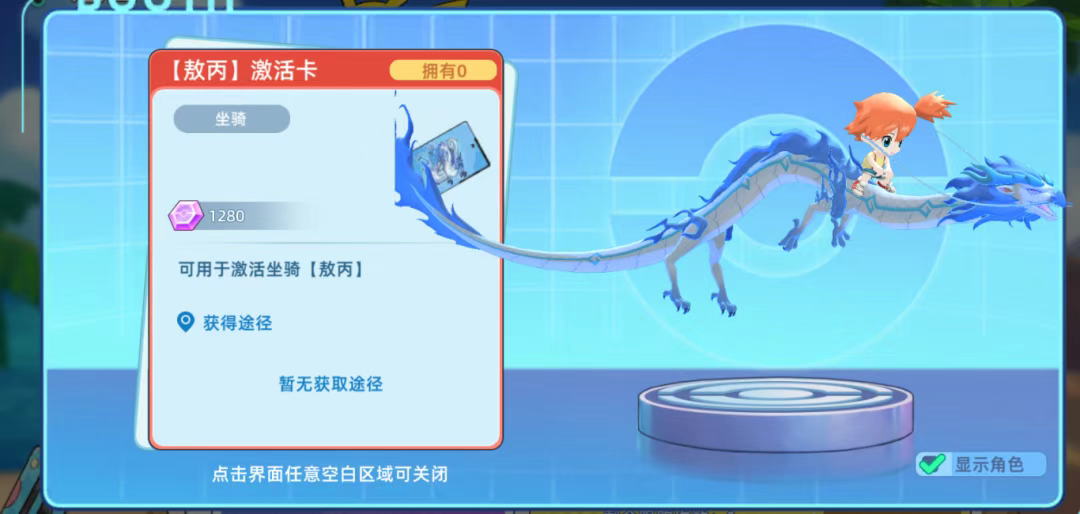 BOOTH
【敖丙】激活卡
拥有0
坐骑
1280
可用于激活坐骑【敖丙】
获得途径
暂无获取途径
点击界面任意空白区域可关闭
显示角色